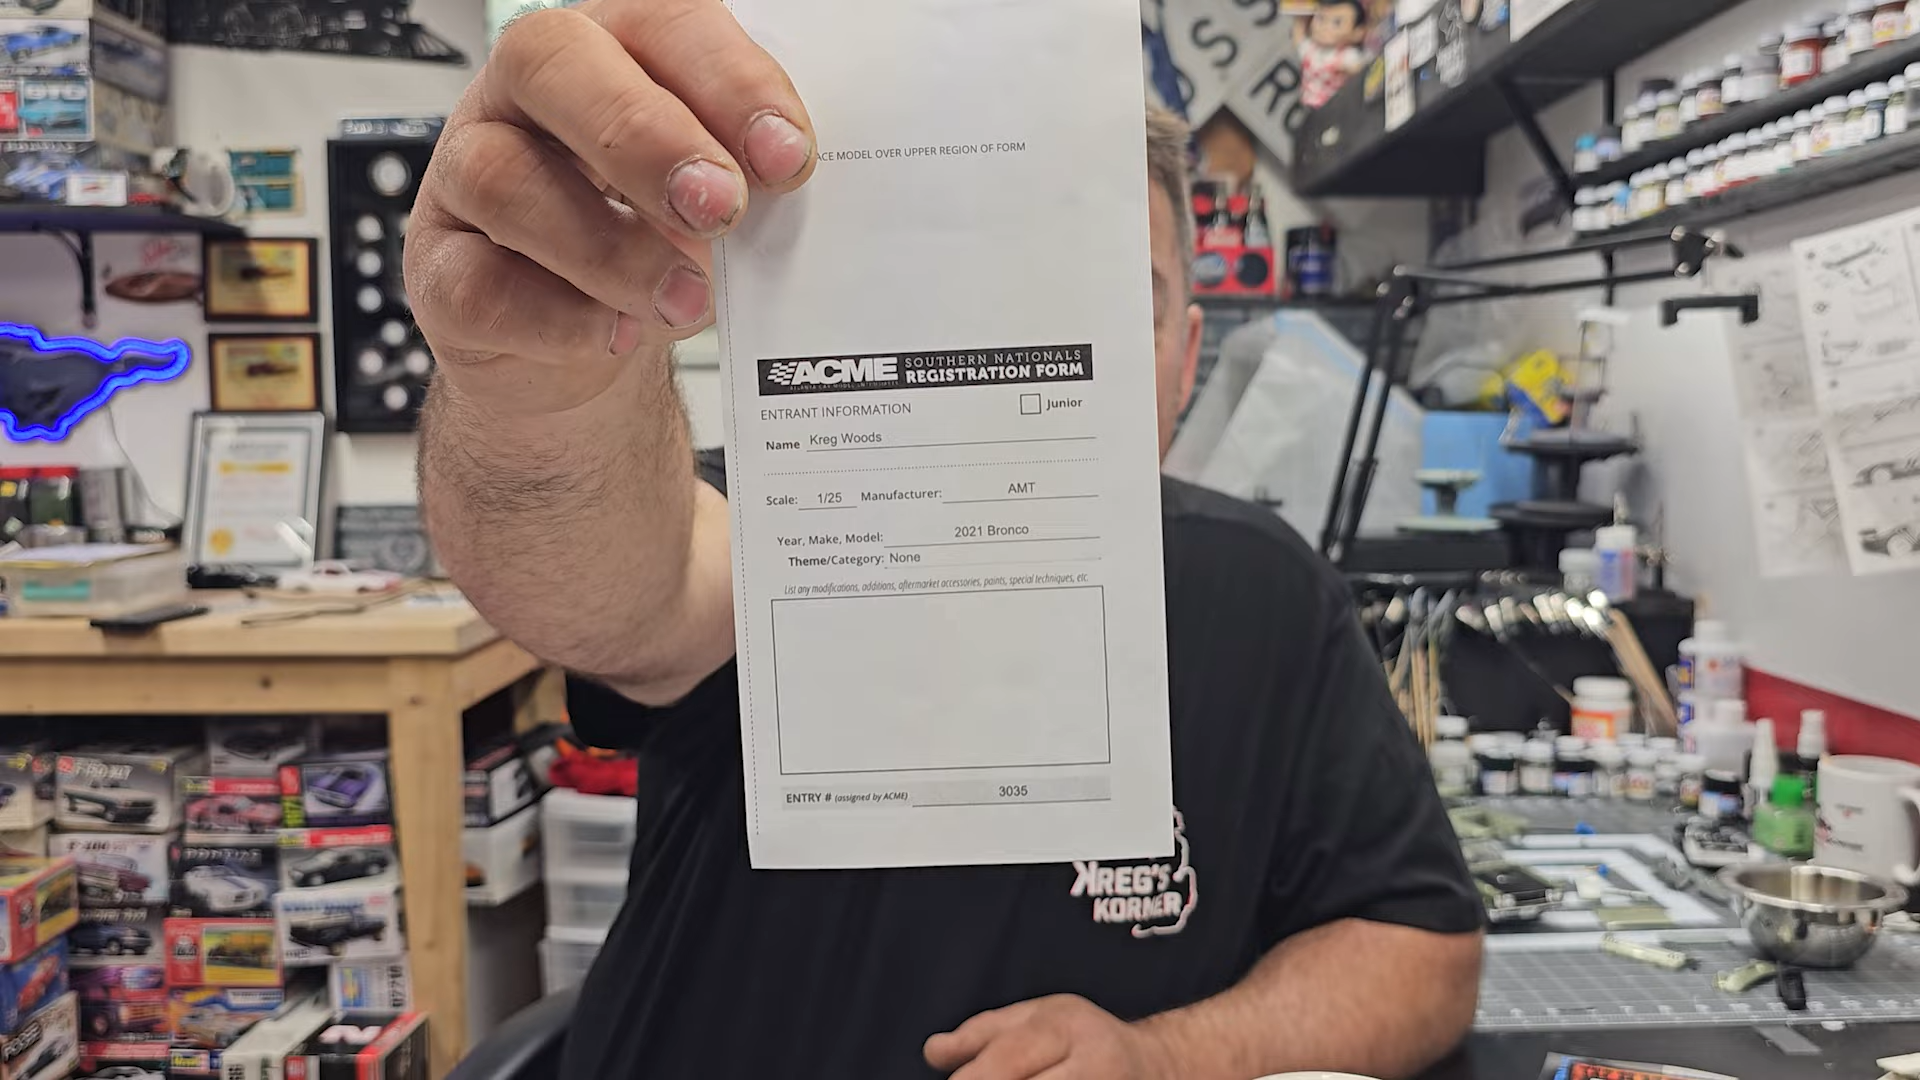 ACE MODEL OVER UPPER REGION OF FORM
ACME SOUTHERN NATIONALS
REGISTRATION FORM
ENTRANT INFORMATION Junior
Name Kreg Woods
Scale: 1/25 Manufacturer: AMT
Year, Make, Model: 2021 Bronco
Theme/Category: None
List any modifications, additions, aftermarket accessories, paints, special techniques, etc.
ENTRY # (assigned by ACME) 3035
KREG'S
KORNER
GTO
PONTIAC